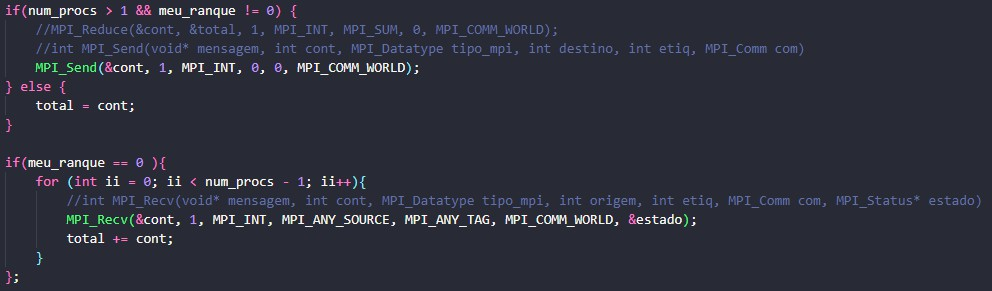 if(num_procs > 1 && meu_ranque != 0) {
    //MPI_Reduce(&cont, &total, 1, MPI_INT, MPI_SUM, 0, MPI_COMM_WORLD);
    //int MPI_Send(void* mensagem, int cont, MPI_Datatype tipo_mpi, int destino, int etiq, MPI_Comm com)
    MPI_Send(&cont, 1, MPI_INT, 0, 0, MPI_COMM_WORLD);
} else {
    total = cont;
}

if(meu_ranque == 0 ){
    for (int ii = 0; ii < num_procs - 1; ii++){
        //int MPI_Recv(void* mensagem, int cont, MPI_Datatype tipo_mpi, int origem, int etiq, MPI_Comm com, MPI_Status* estado)
        MPI_Recv(&cont, 1, MPI_INT, MPI_ANY_SOURCE, MPI_ANY_TAG, MPI_COMM_WORLD, &estado);
        total += cont;
    }
};